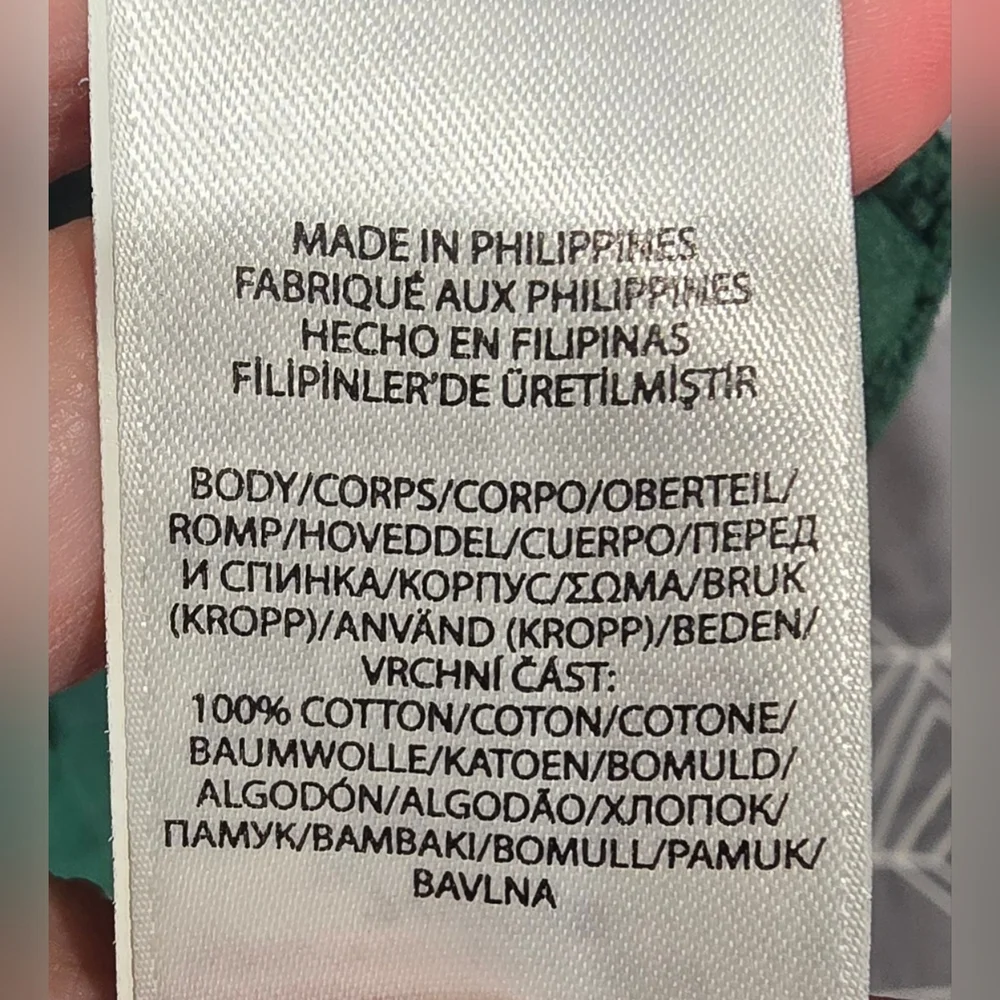 MADE IN PHILIPPINES
FABRIQUÉ AUX PHILIPPINES
HECHO EN FILIPINAS
FİLİPİNLER'DE ÜRETİLMİŞTİR
BODY/CORPS/CORPO/OBERTEIL/
ROMP/HOVEDDEL/CUERPO/ПЕРЕД
И СПИНКА/КОРПУС/ΣΩΜΑ/BRUK
(KROPP)/ANVÄND (KROPP)/BEDEN/
VRCHNÍ ČÁST:
100% COTTON/COTON/COTONE/
BAUMWOLLE/KATOEN/BOMULD/
ALGODÓN/ALGODÃO/ХЛОПОК/
ПАМУК/BAMBAKI/BOMULL/PAMUK/
BAVLNA